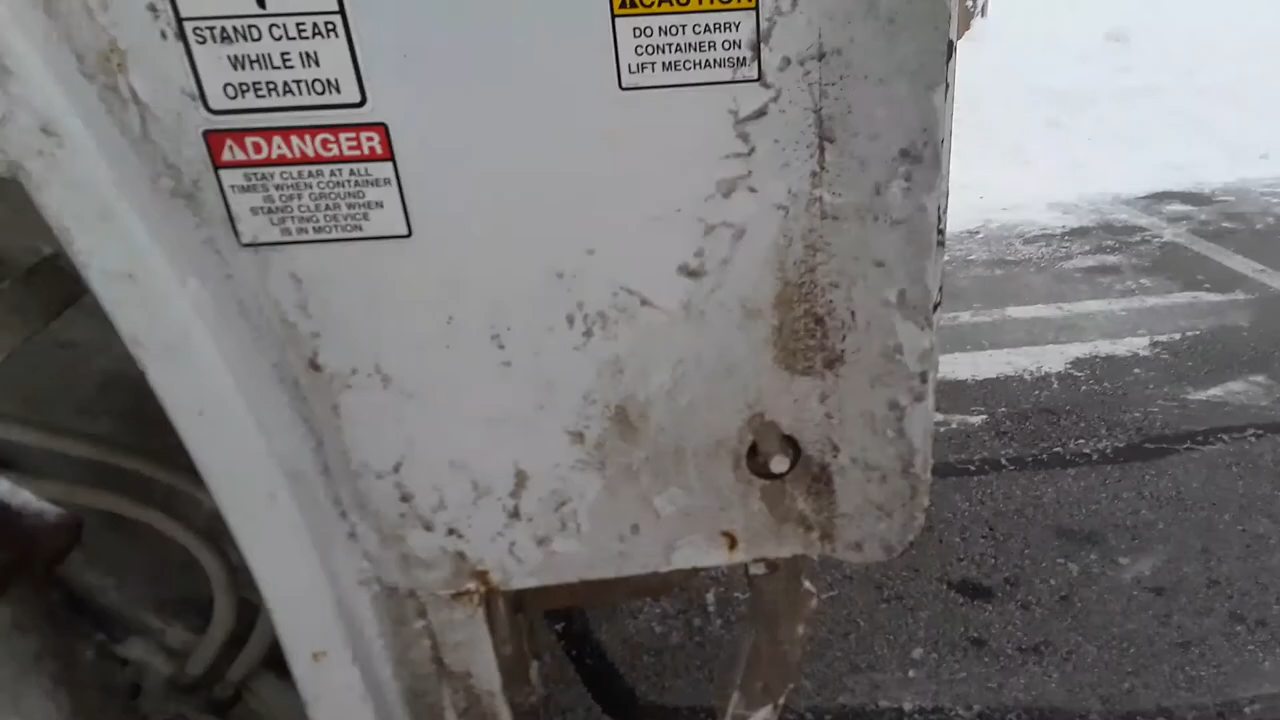 STAND CLEAR
WHILE IN
OPERATION
DANGER
STAY CLEAR AT ALL
TIMES WHEN CONTAINER
IS OFF GROUND
STAND CLEAR WHEN
LIFTING DEVICE
IS IN MOTION.
CAUTION
DO NOT CARRY
CONTAINER ON
LIFT MECHANISM.